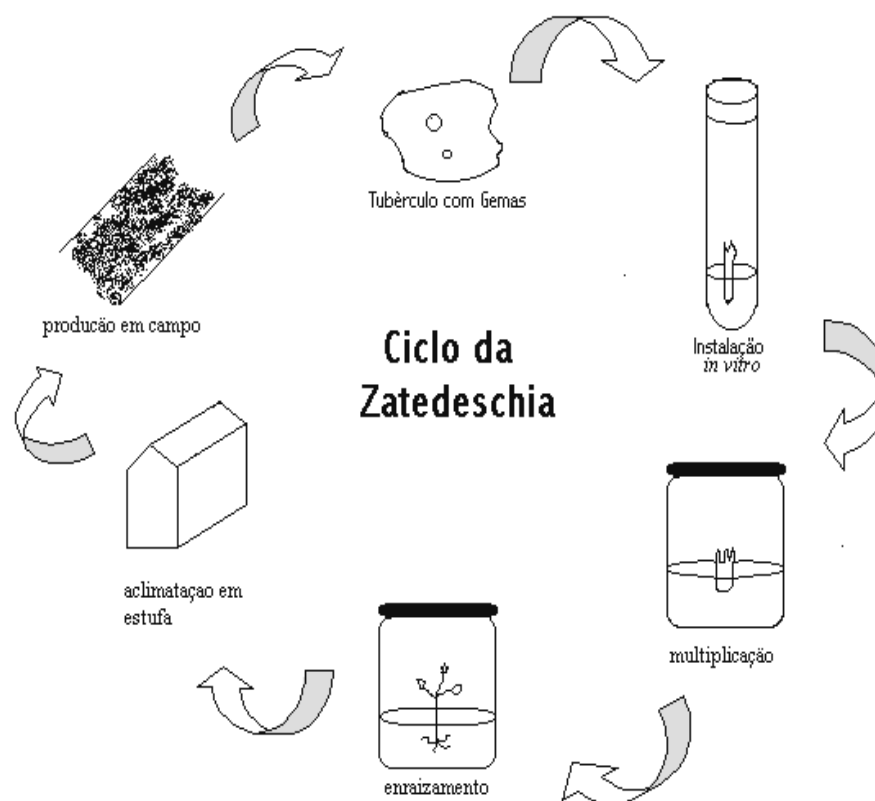 Tubèrculo com Gemas
Instalação
in vitro
multiplicação
enraizamento
aclimataçao em
estufa
producão em campo
Ciclo da
Zatedeschia